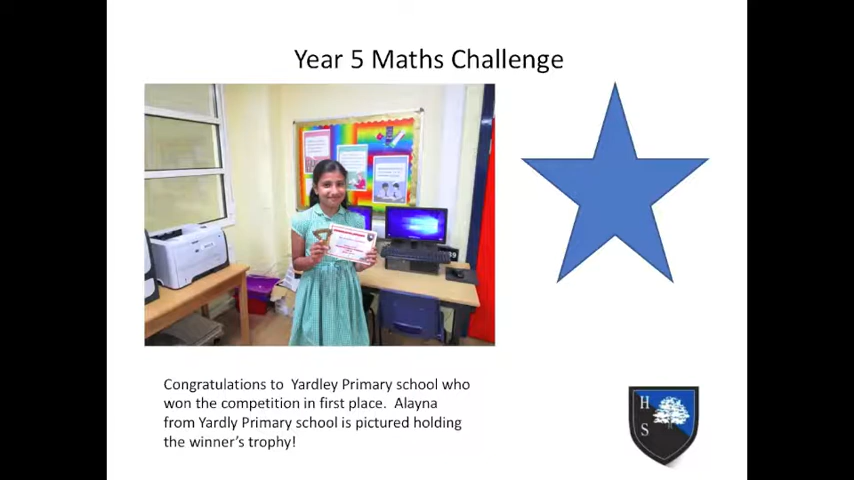 Year 5 Maths Challenge
Congratulations to  Yardley Primary school who
won the competition in first place.  Alayna
from Yardly Primary school is pictured holding
the winner's trophy!
H
S